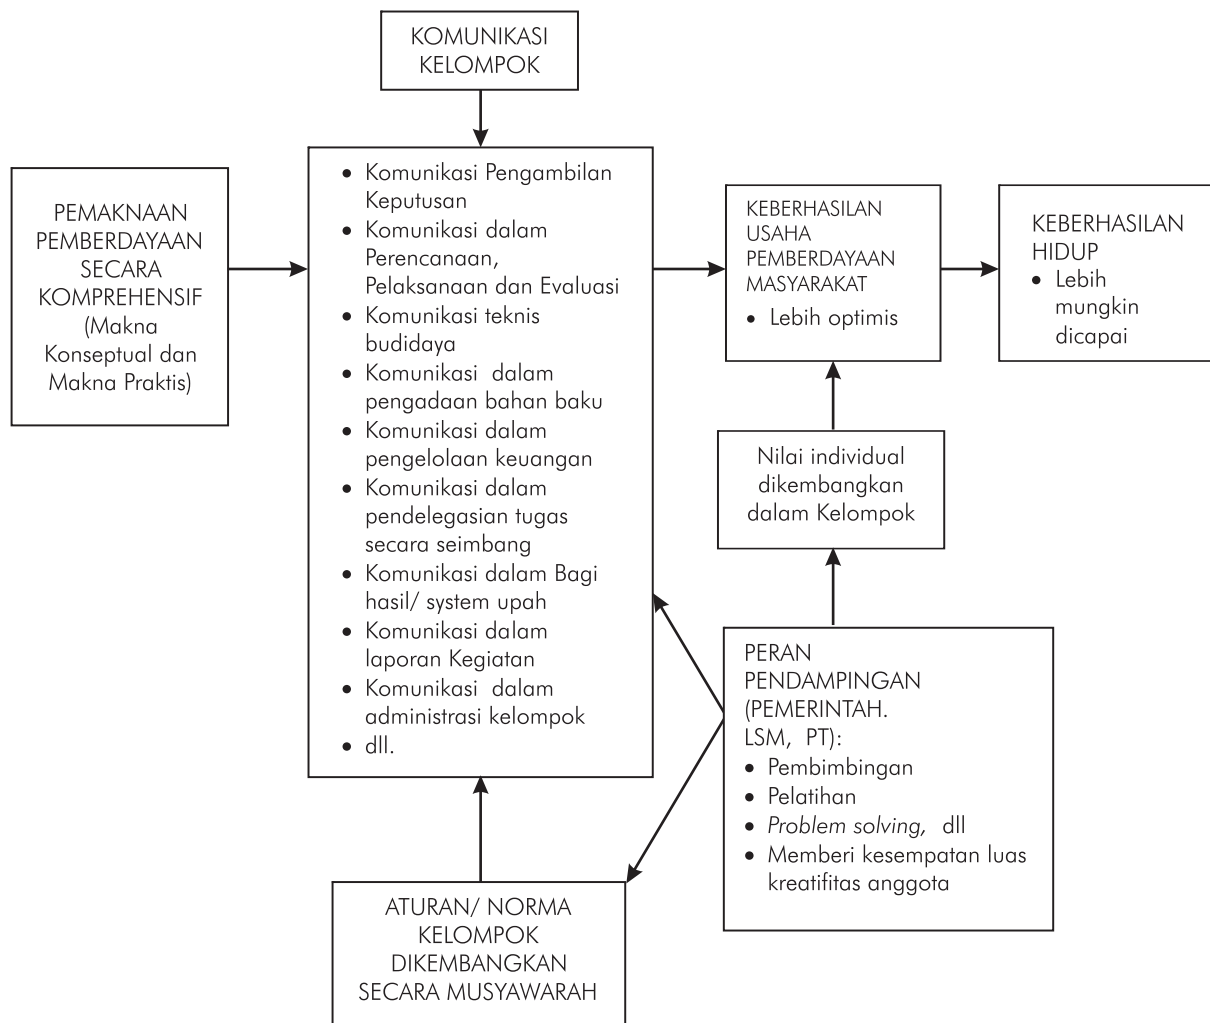 KOMUNIKASI
KELOMPOK
PEMAKNAAN
PEMBERDAYAAN
SECARA
KOMPREHENSIF
(Makna
Konseptual dan
Makna Praktis)
• Komunikasi Pengambilan
Keputusan
• Komunikasi dalam
Perencanaan,
Pelaksanaan dan Evaluasi
• Komunikasi teknis
budidaya
• Komunikasi dalam
pengadaan bahan baku
• Komunikasi dalam
pengelolaan keuangan
• Komunikasi dalam
pendelegasian tugas
secara seimbang
• Komunikasi dalam Bagi
hasil/ system upah
• Komunikasi dalam
laporan Kegiatan
• Komunikasi dalam
administrasi kelompok
• dll.
KEBERHASILAN
USAHA
PEMBERDAYAAN
MASYARAKAT
• Lebih optimis
KEBERHASILAN
HIDUP
• Lebih
mungkin
dicapai
Nilai individual
dikembangkan
dalam Kelompok
PERAN
PENDAMPINGAN
(PEMERINTAH.
LSM, PT):
• Pembimbingan
• Pelatihan
• Problem solving, dll
• Memberi kesempatan luas
kreatifitas anggota
ATURAN/ NORMA
KELOMPOK
DIKEMBANGKAN
SECARA MUSYAWARAH